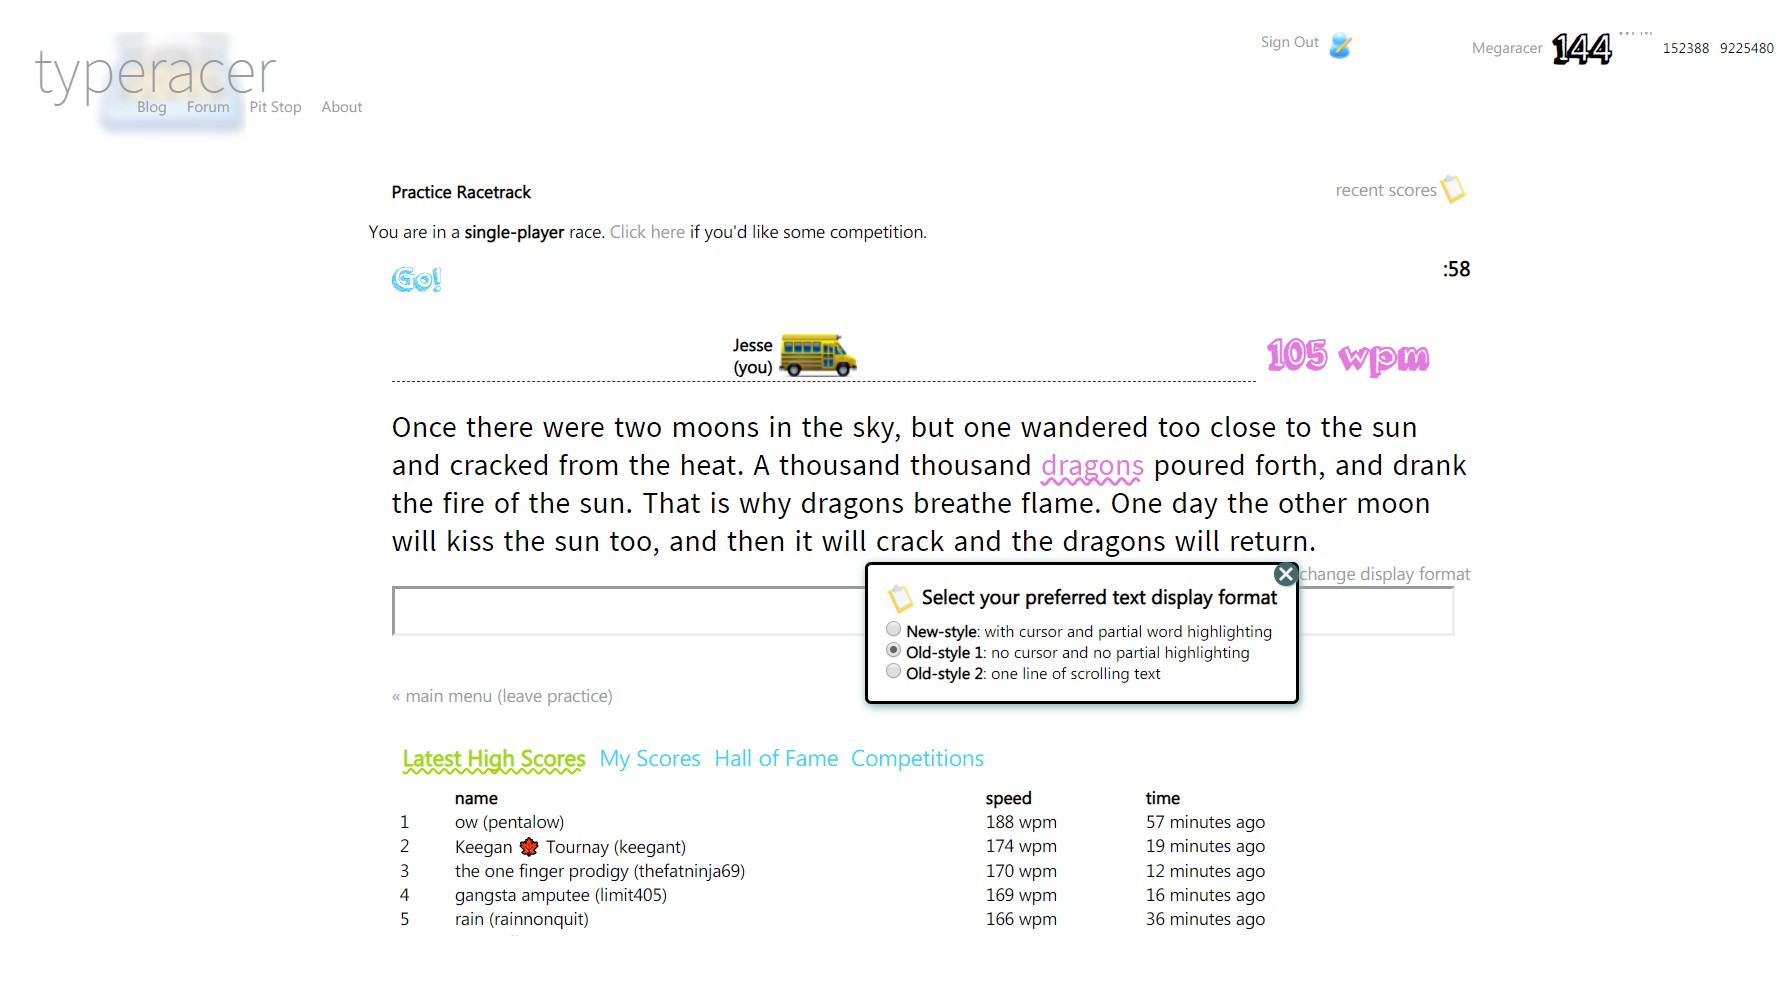 typeracer
Blog Forum Pit Stop About
Sign Out
Megaracer 144 WPM 152388 9225480
Practice Racetrack
recent scores
You are in a single-player race. Click here if you'd like some competition.
Go!
:58
Jesse
(you)
105 wpm
Once there were two moons in the sky, but one wandered too close to the sun
and cracked from the heat. A thousand thousand dragons poured forth, and drank
the fire of the sun. That is why dragons breathe flame. One day the other moon
will kiss the sun too, and then it will crack and the dragons will return.
change display format
Select your preferred text display format
New-style: with cursor and partial word highlighting
Old-style 1: no cursor and no partial highlighting
Old-style 2: one line of scrolling text
« main menu (leave practice)
Latest High Scores My Scores Hall of Fame Competitions
name speed time
1 ow (pentalow) 188 wpm 57 minutes ago
2 Keegan 🍁 Tournay (keegant) 174 wpm 19 minutes ago
3 the one finger prodigy (thefatninja69) 170 wpm 12 minutes ago
4 gangsta amputee (limit405) 169 wpm 16 minutes ago
5 rain (rainnonquit) 166 wpm 36 minutes ago